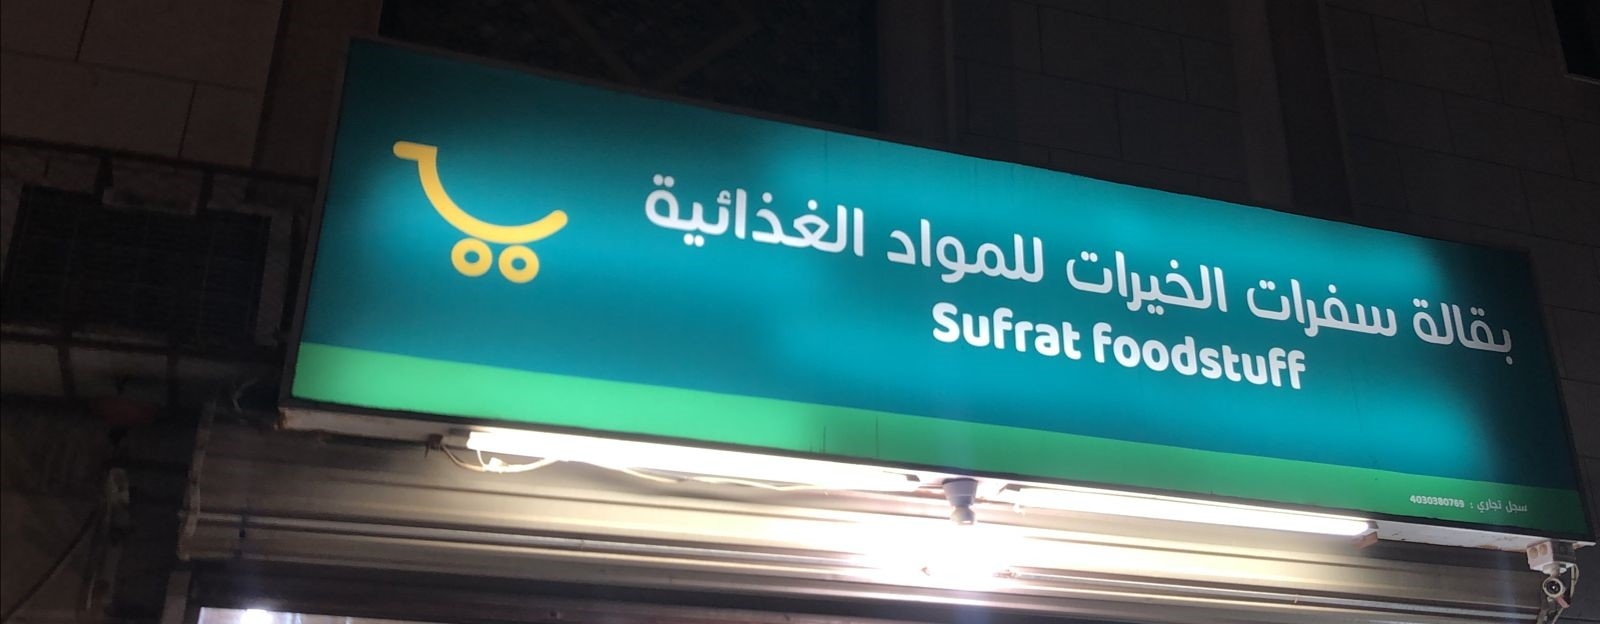 بقالة سفرات الخيرات للمواد الغذائية
Sufrat foodstuff
سجل تجاري : 4030380769